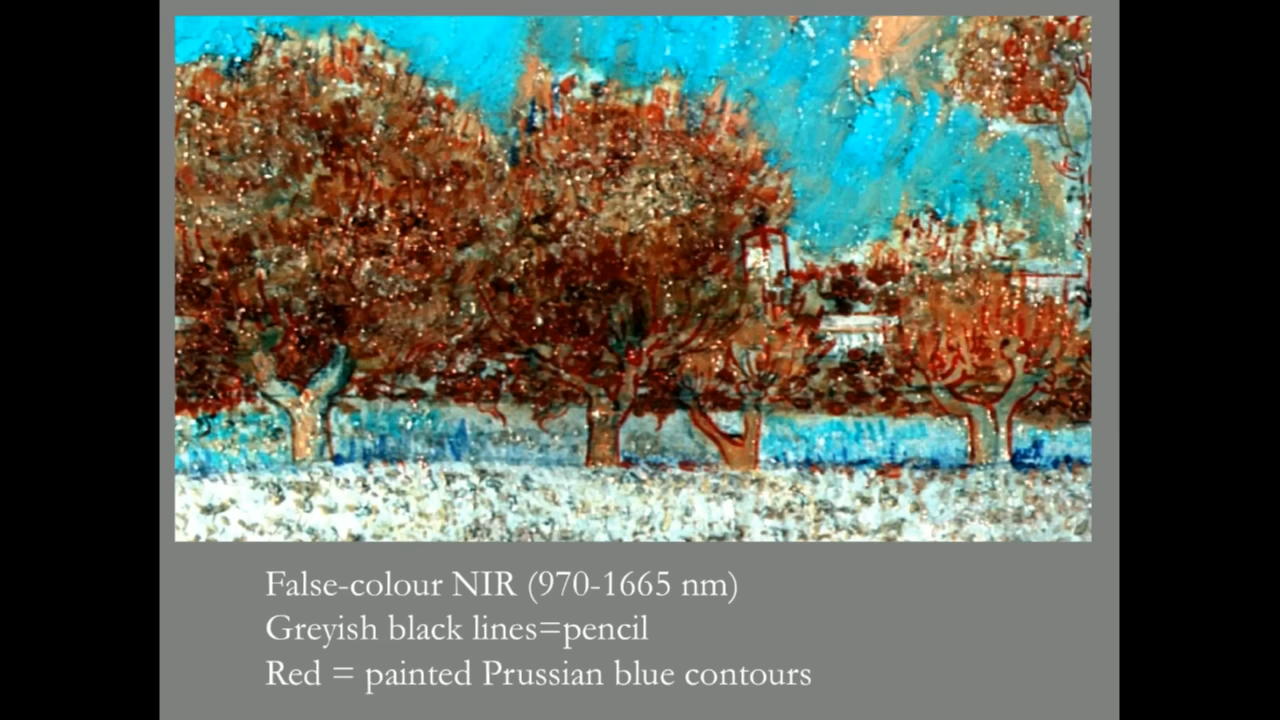 False-colour NIR (970-1665 nm)
Greyish black lines=pencil
Red = painted Prussian blue contours